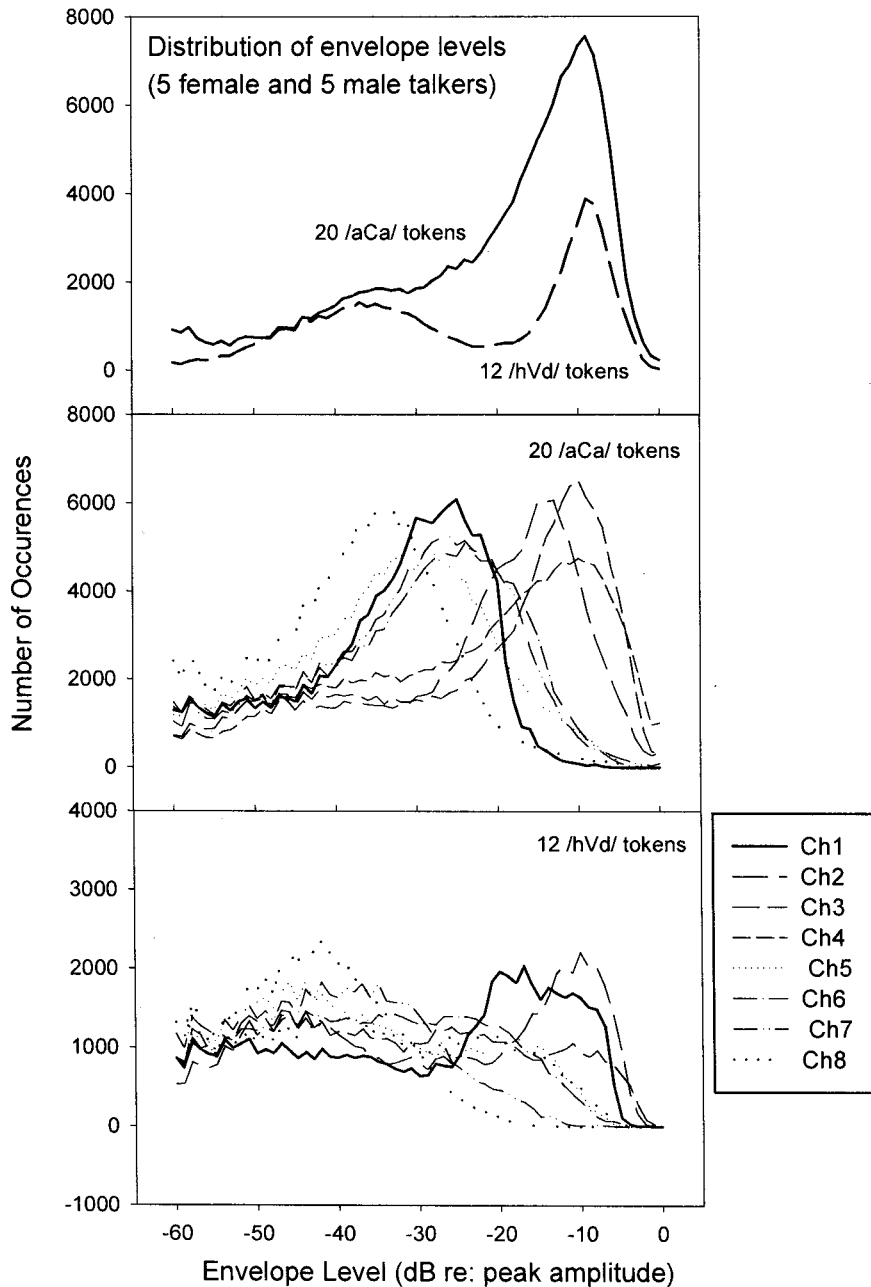 8000
Distribution of envelope levels
(5 female and 5 male talkers)
6000
4000
20 /aCa/ tokens
2000
0
12 /hVd/ tokens
8000
20 /aCa/ tokens
6000
4000
2000
0
Number of Occurences
4000
12 /hVd/ tokens
3000
2000
1000
0
-1000
-60 -50 -40 -30 -20 -10 0
Envelope Level (dB re: peak amplitude)
Ch1
Ch2
Ch3
Ch4
Ch5
Ch6
Ch7
Ch8